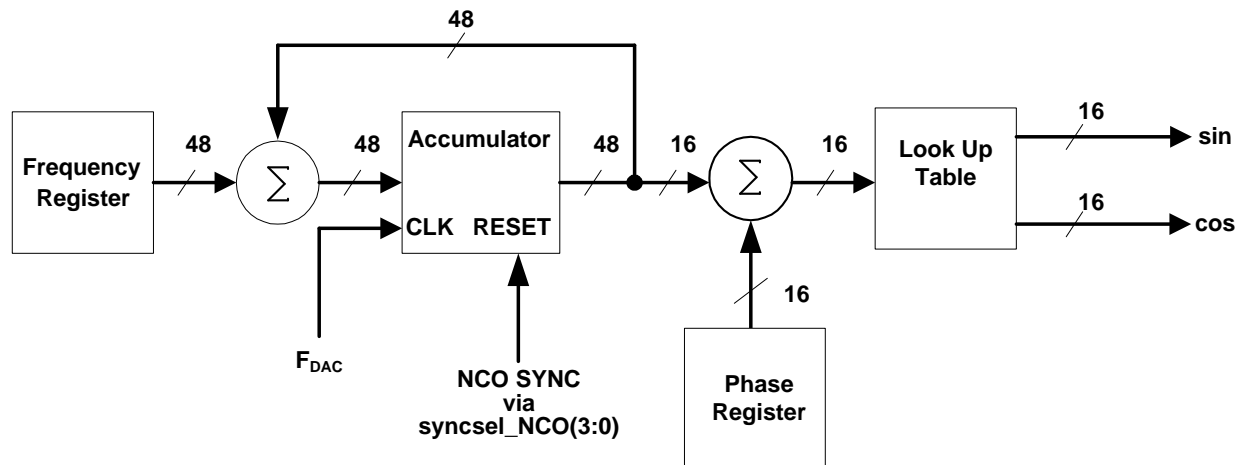 48
Frequency
Register
48
Σ
48
Accumulator
CLK RESET
48
16
Σ
16
Look Up
Table
16
sin
16
cos
16
F_DAC
NCO SYNC
via
syncsel_NCO(3:0)
Phase
Register